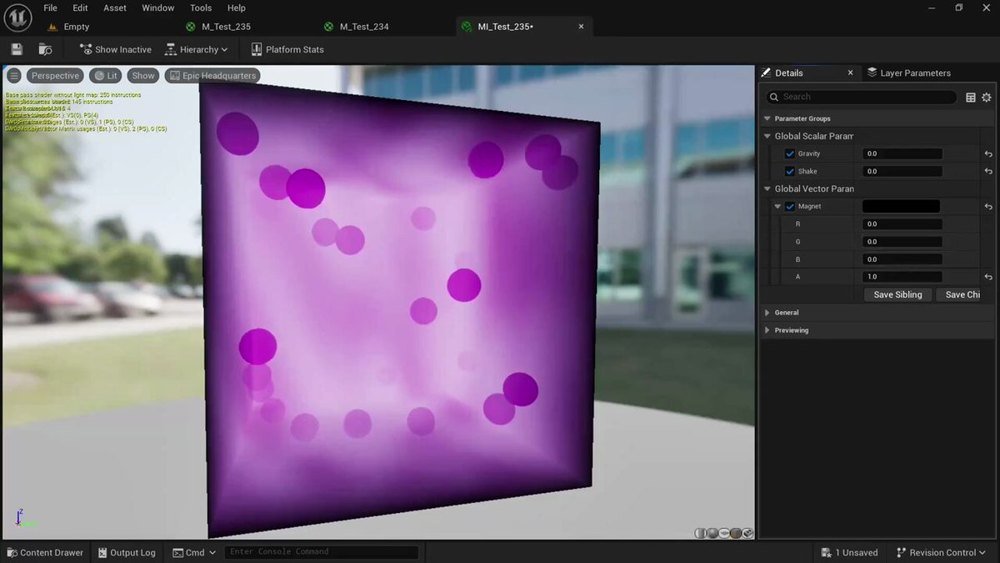 File Edit Asset Window Tools Help
Empty M_Test_235 M_Test_234 MI_Test_235•
Show Inactive Hierarchy Platform Stats
Perspective Lit Show Epic Headquarters
Base pass shader without light map: 250 instructions
Details Layer Parameters
Search
Parameter Groups
Global Scalar Param
Gravity 0.0
Shake 0.0
Global Vector Param
Magnet
R 0.0
G 0.0
B 0.0
A 1.0
Save Sibling Save Chi
General
Previewing
Z
Content Drawer Output Log Cmd Enter Console Command 1 Unsaved Revision Control